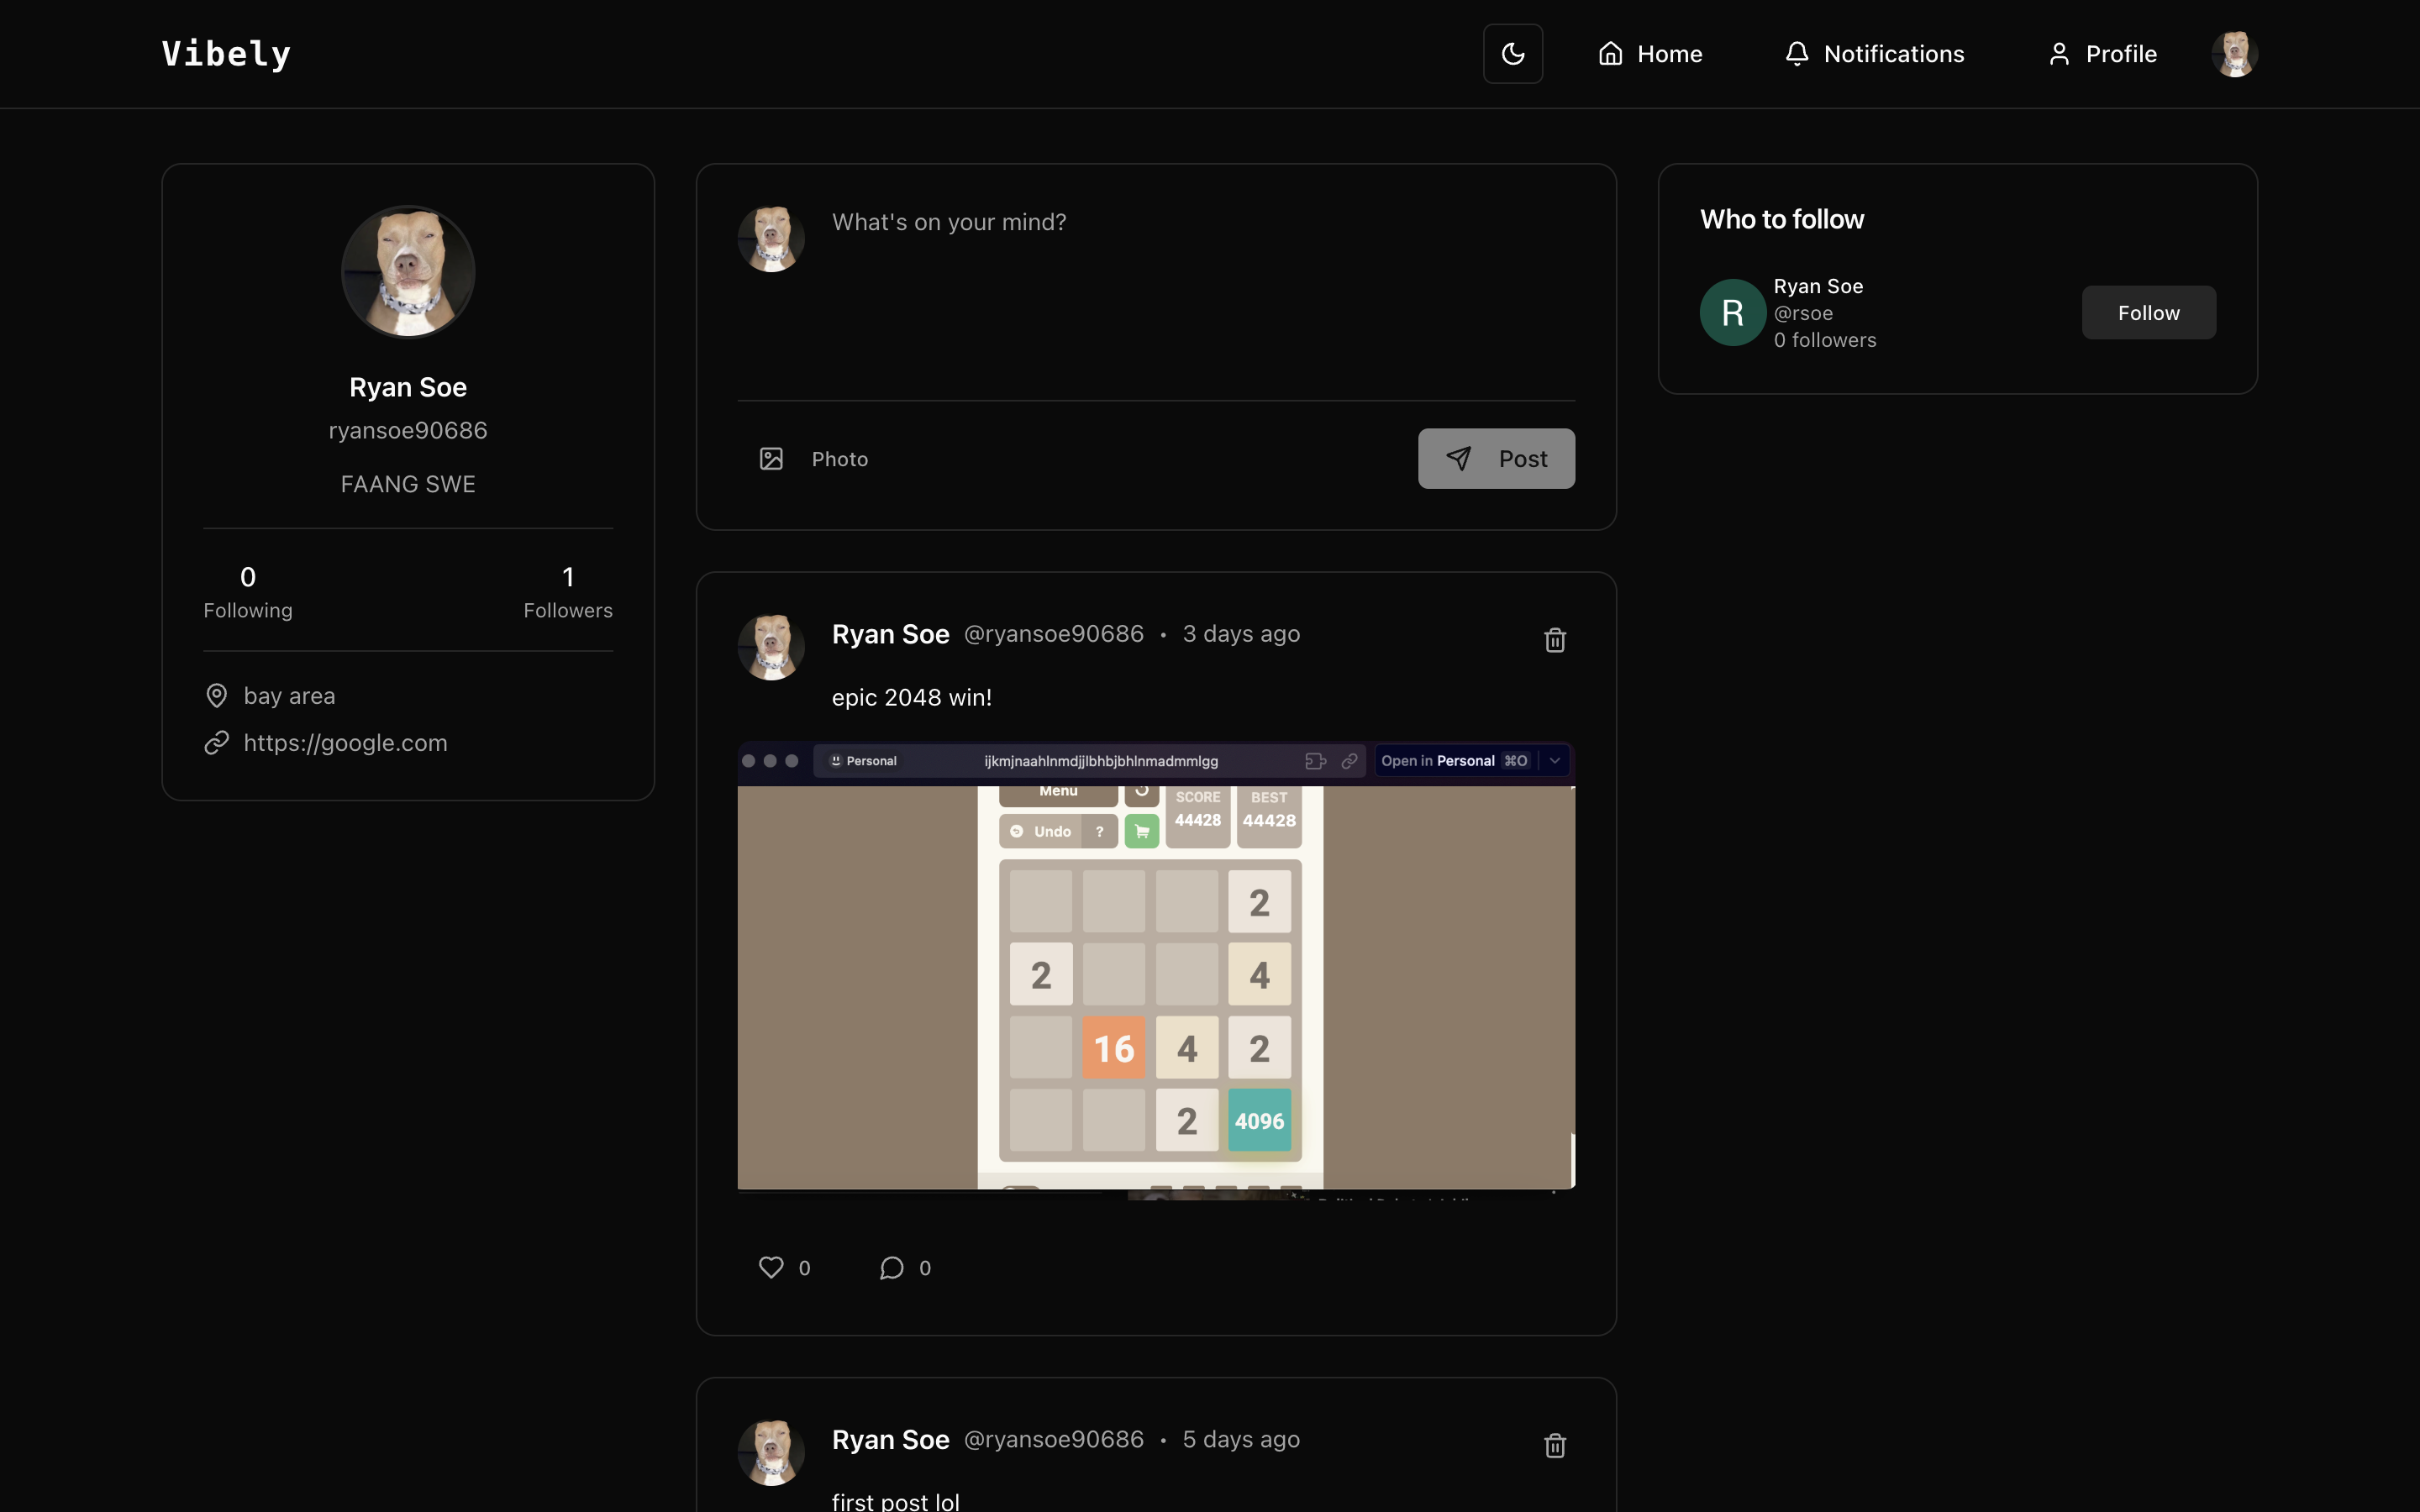 Vibely
Home
Notifications
Profile
Ryan Soe
ryansoe90686
FAANG SWE
0
Following
1
Followers
bay area
https://google.com
What's on your mind?
Photo
Post
Ryan Soe @ryansoe90686 • 3 days ago
epic 2048 win!
Personal
ijkmjnaahlnmdjjlbhbjbhlnmadmmlgg
Open in Personal ⌘O
Menu
SCORE
44428
BEST
44428
Undo
?
2
2 4
16 4 2
2 4096
0
0
Ryan Soe @ryansoe90686 • 5 days ago
first post lol
Who to follow
R
Ryan Soe
@rsoe
0 followers
Follow